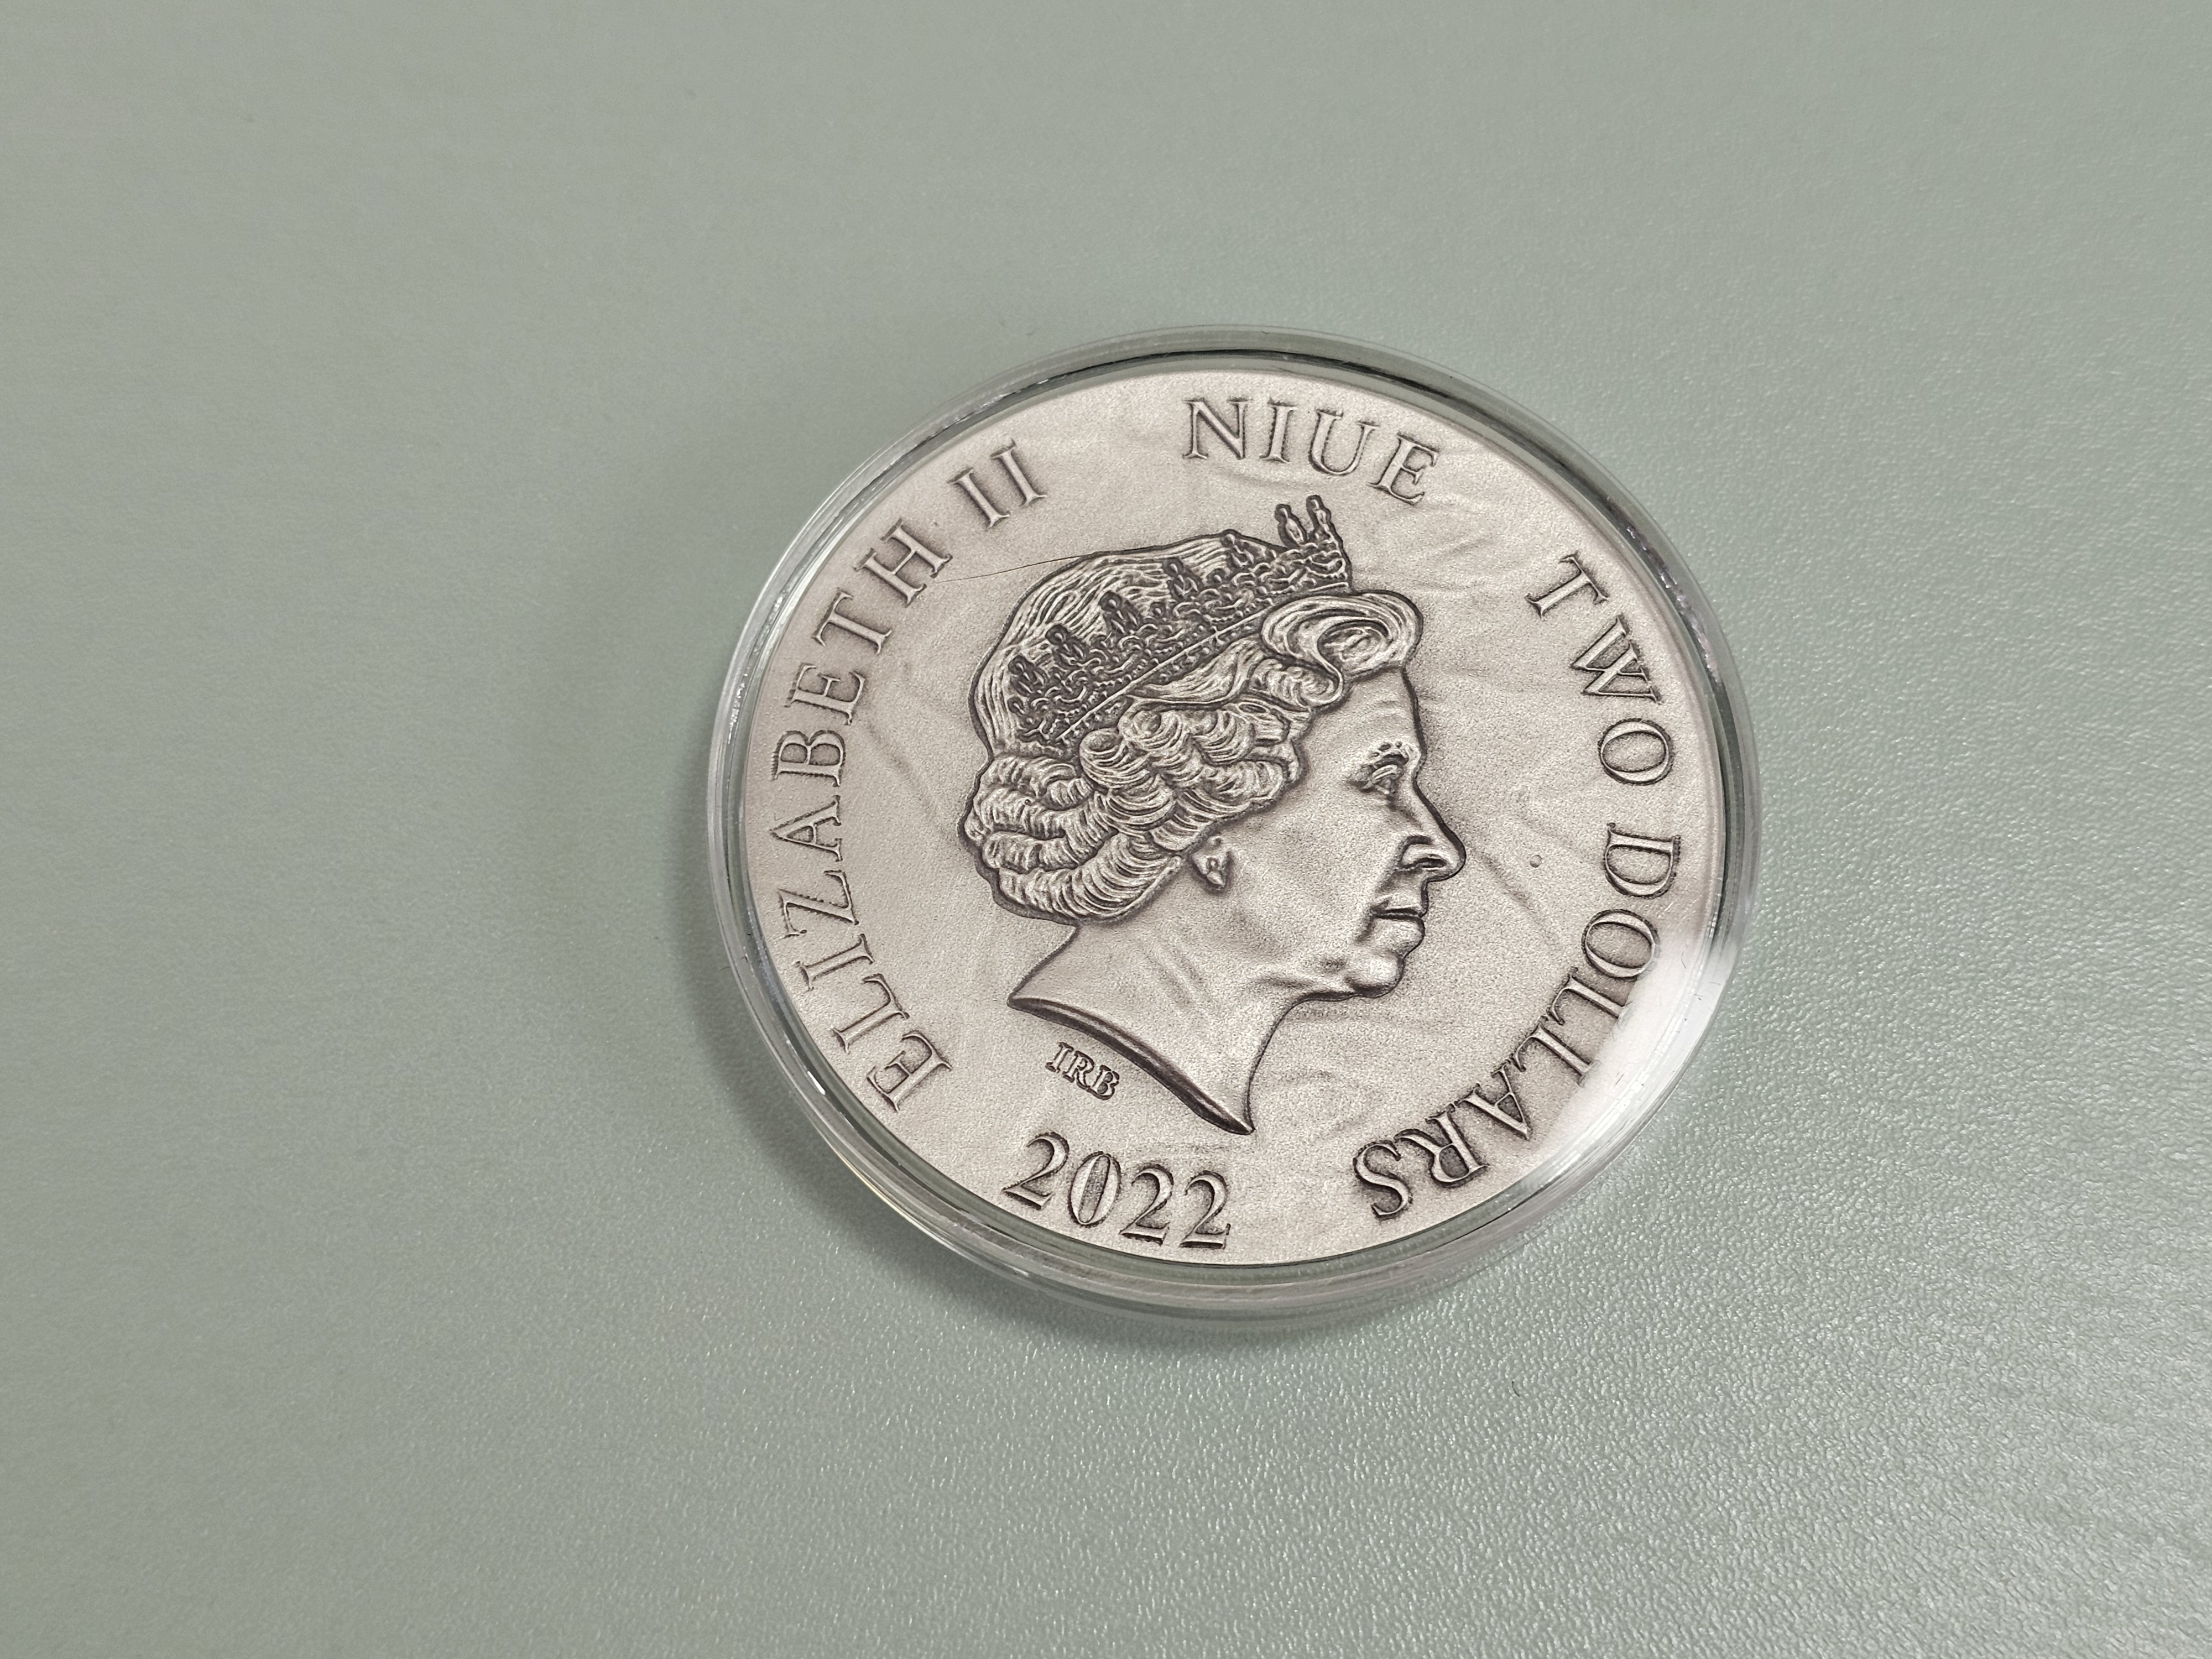 ELIZABETH II
NIUE
TWO DOLLARS
IRB
2022